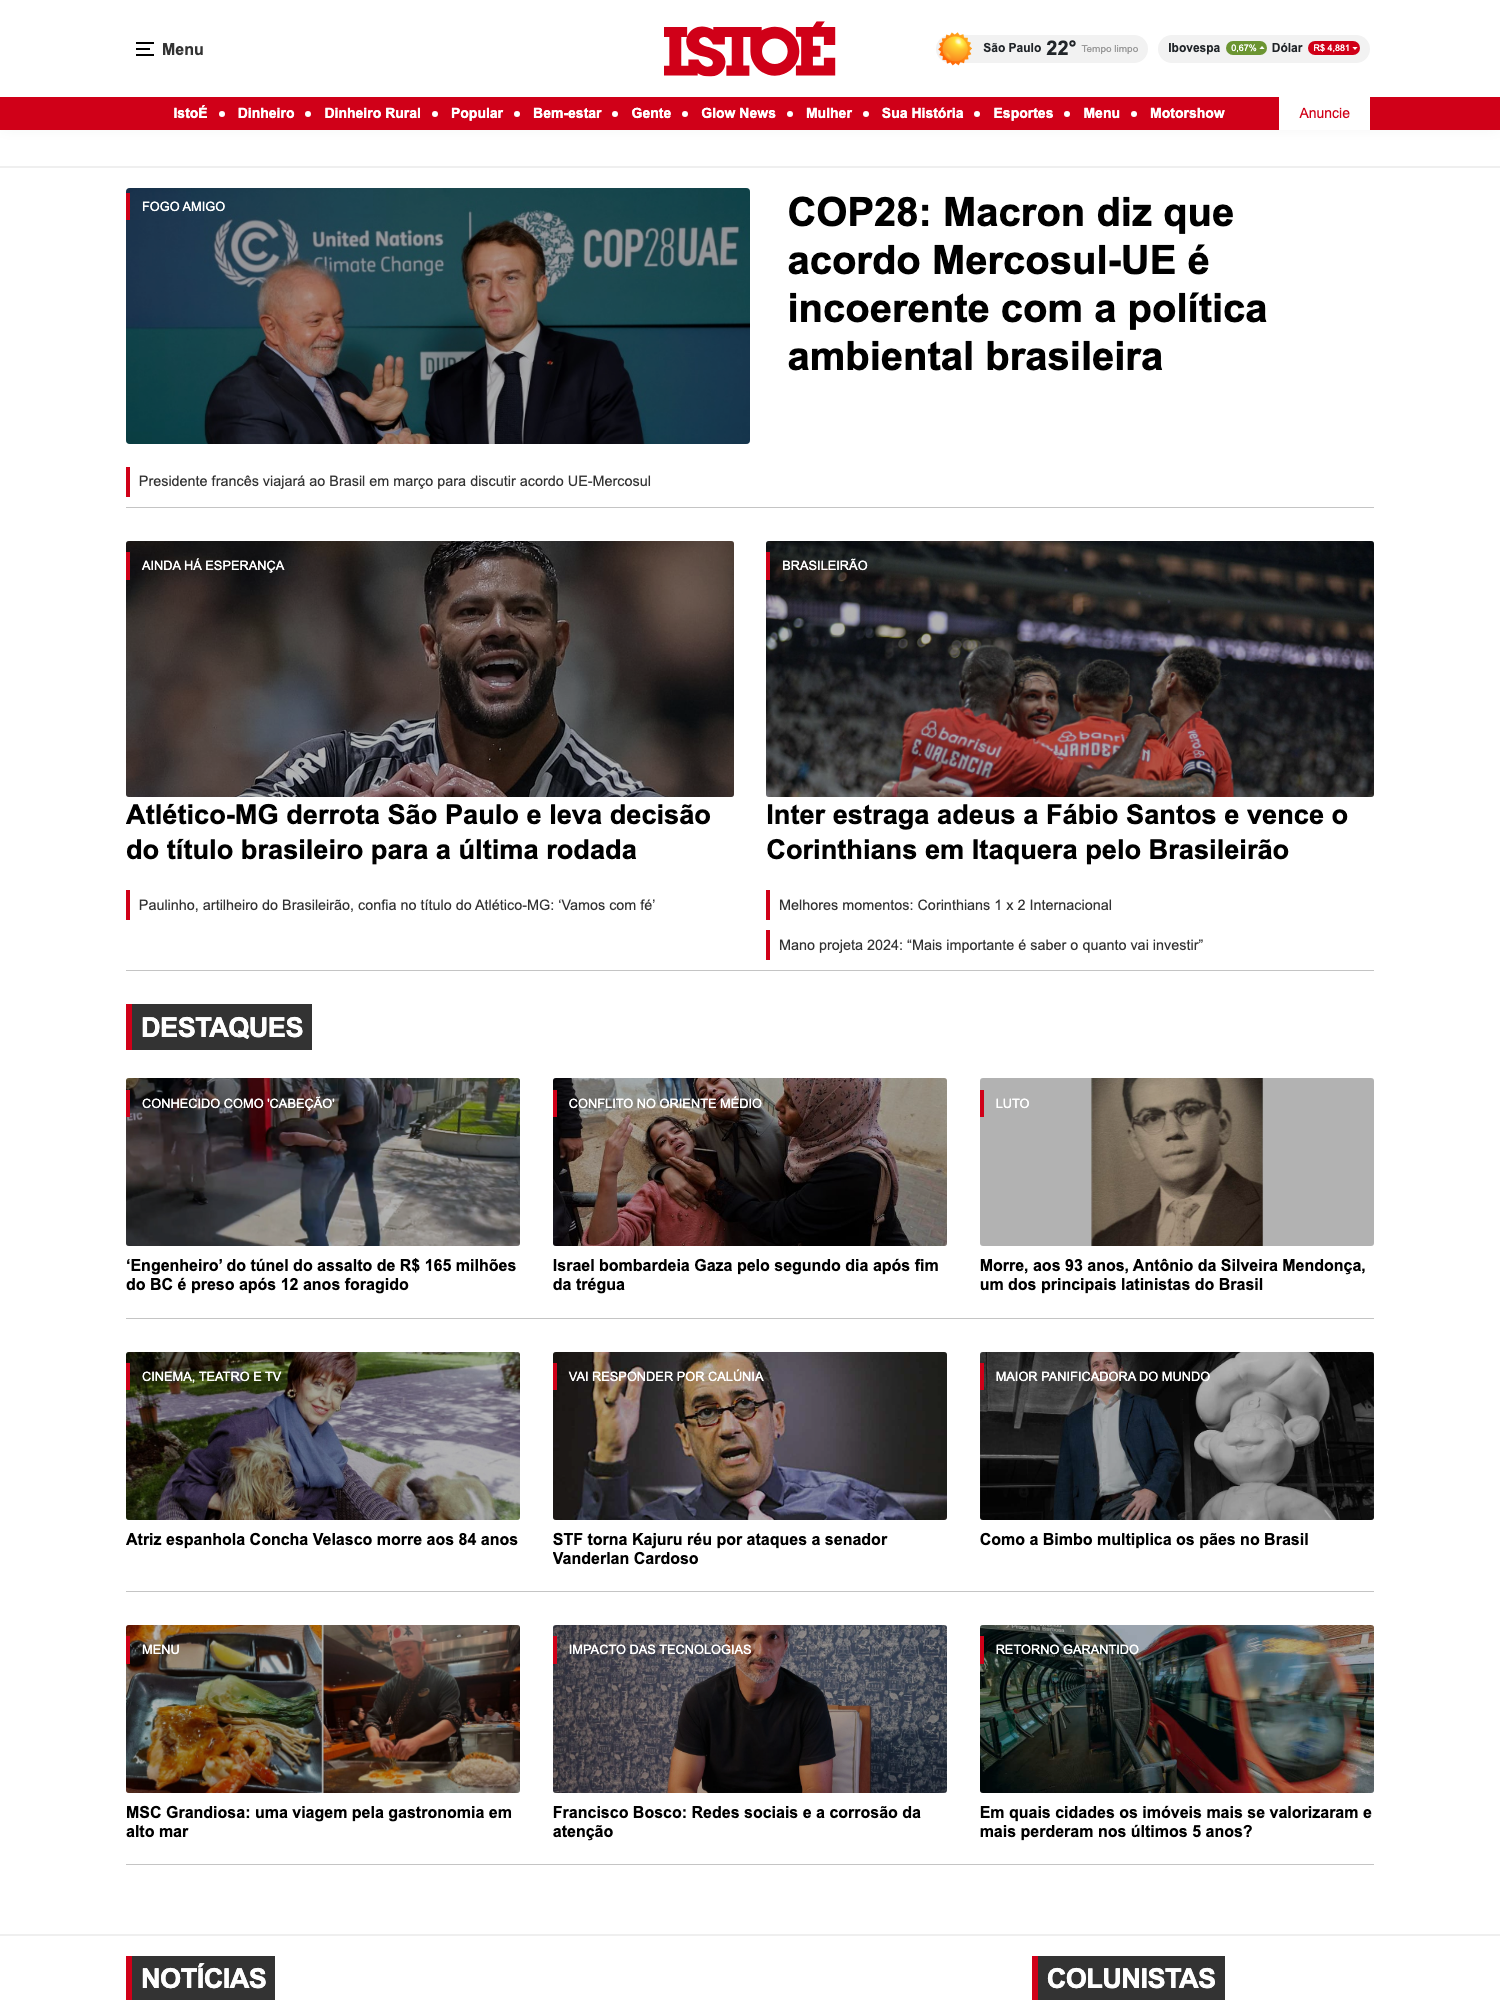 Menu
ISTOÉ
São Paulo 22° Tempo limpo
Ibovespa 0,67% Dólar R$ 4,881
IstoÉ • Dinheiro • Dinheiro Rural • Popular • Bem-estar • Gente • Glow News • Mulher • Sua História • Esportes • Menu • Motorshow
Anuncie
FOGO AMIGO
United Nations
Climate Change
COP28UAE
COP28: Macron diz que
acordo Mercosul-UE é
incoerente com a política
ambiental brasileira
Presidente francês viajará ao Brasil em março para discutir acordo UE-Mercosul
AINDA HÁ ESPERANÇA
MRV
Atlético-MG derrota São Paulo e leva decisão
do título brasileiro para a última rodada
Paulinho, artilheiro do Brasileirão, confia no título do Atlético-MG: ‘Vamos com fé’
BRASILEIRÃO
banrisul
E. VALENCIA
Inter estraga adeus a Fábio Santos e vence o
Corinthians em Itaquera pelo Brasileirão
Melhores momentos: Corinthians 1 x 2 Internacional
Mano projeta 2024: “Mais importante é saber o quanto vai investir”
DESTAQUES
CONHECIDO COMO 'CABEÇÃO'
‘Engenheiro’ do túnel do assalto de R$ 165 milhões
do BC é preso após 12 anos foragido
CONFLITO NO ORIENTE MÉDIO
Israel bombardeia Gaza pelo segundo dia após fim
da trégua
LUTO
Morre, aos 93 anos, Antônio da Silveira Mendonça,
um dos principais latinistas do Brasil
CINEMA, TEATRO E TV
Atriz espanhola Concha Velasco morre aos 84 anos
VAI RESPONDER POR CALÚNIA
STF torna Kajuru réu por ataques a senador
Vanderlan Cardoso
MAIOR PANIFICADORA DO MUNDO
Como a Bimbo multiplica os pães no Brasil
MENU
MSC Grandiosa: uma viagem pela gastronomia em
alto mar
IMPACTO DAS TECNOLOGIAS
Francisco Bosco: Redes sociais e a corrosão da
atenção
RETORNO GARANTIDO
Em quais cidades os imóveis mais se valorizaram e
mais perderam nos últimos 5 anos?
NOTÍCIAS
COLUNISTAS